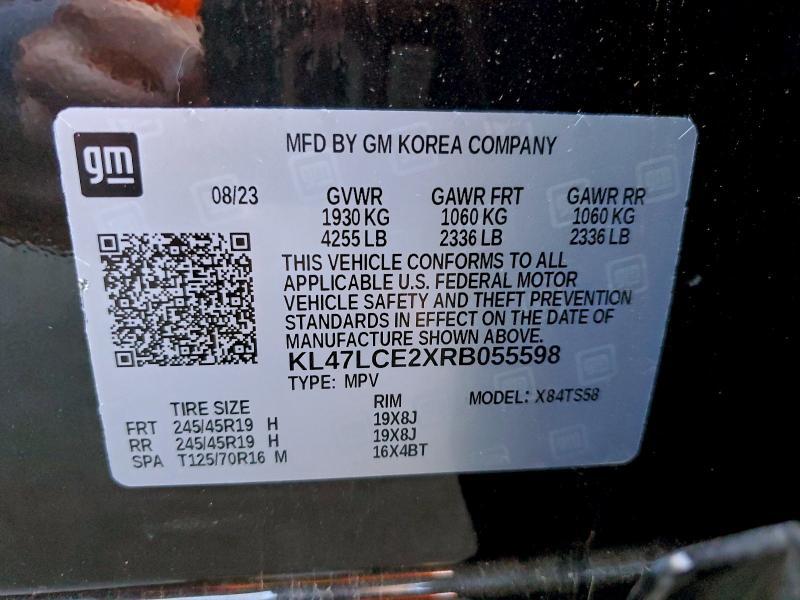 gm
MFD BY GM KOREA COMPANY
08/23 GVWR GAWR FRT GAWR RR
1930 KG 1060 KG 1060 KG
4255 LB 2336 LB 2336 LB
THIS VEHICLE CONFORMS TO ALL
APPLICABLE U.S. FEDERAL MOTOR
VEHICLE SAFETY AND THEFT PREVENTION
STANDARDS IN EFFECT ON THE DATE OF
MANUFACTURE SHOWN ABOVE.
KL47LCE2XRB055598
TYPE: MPV
TIRE SIZE RIM MODEL: X84TS58
FRT 245/45R19 H 19X8J
RR 245/45R19 H 19X8J
SPA T125/70R16 M 16X4BT